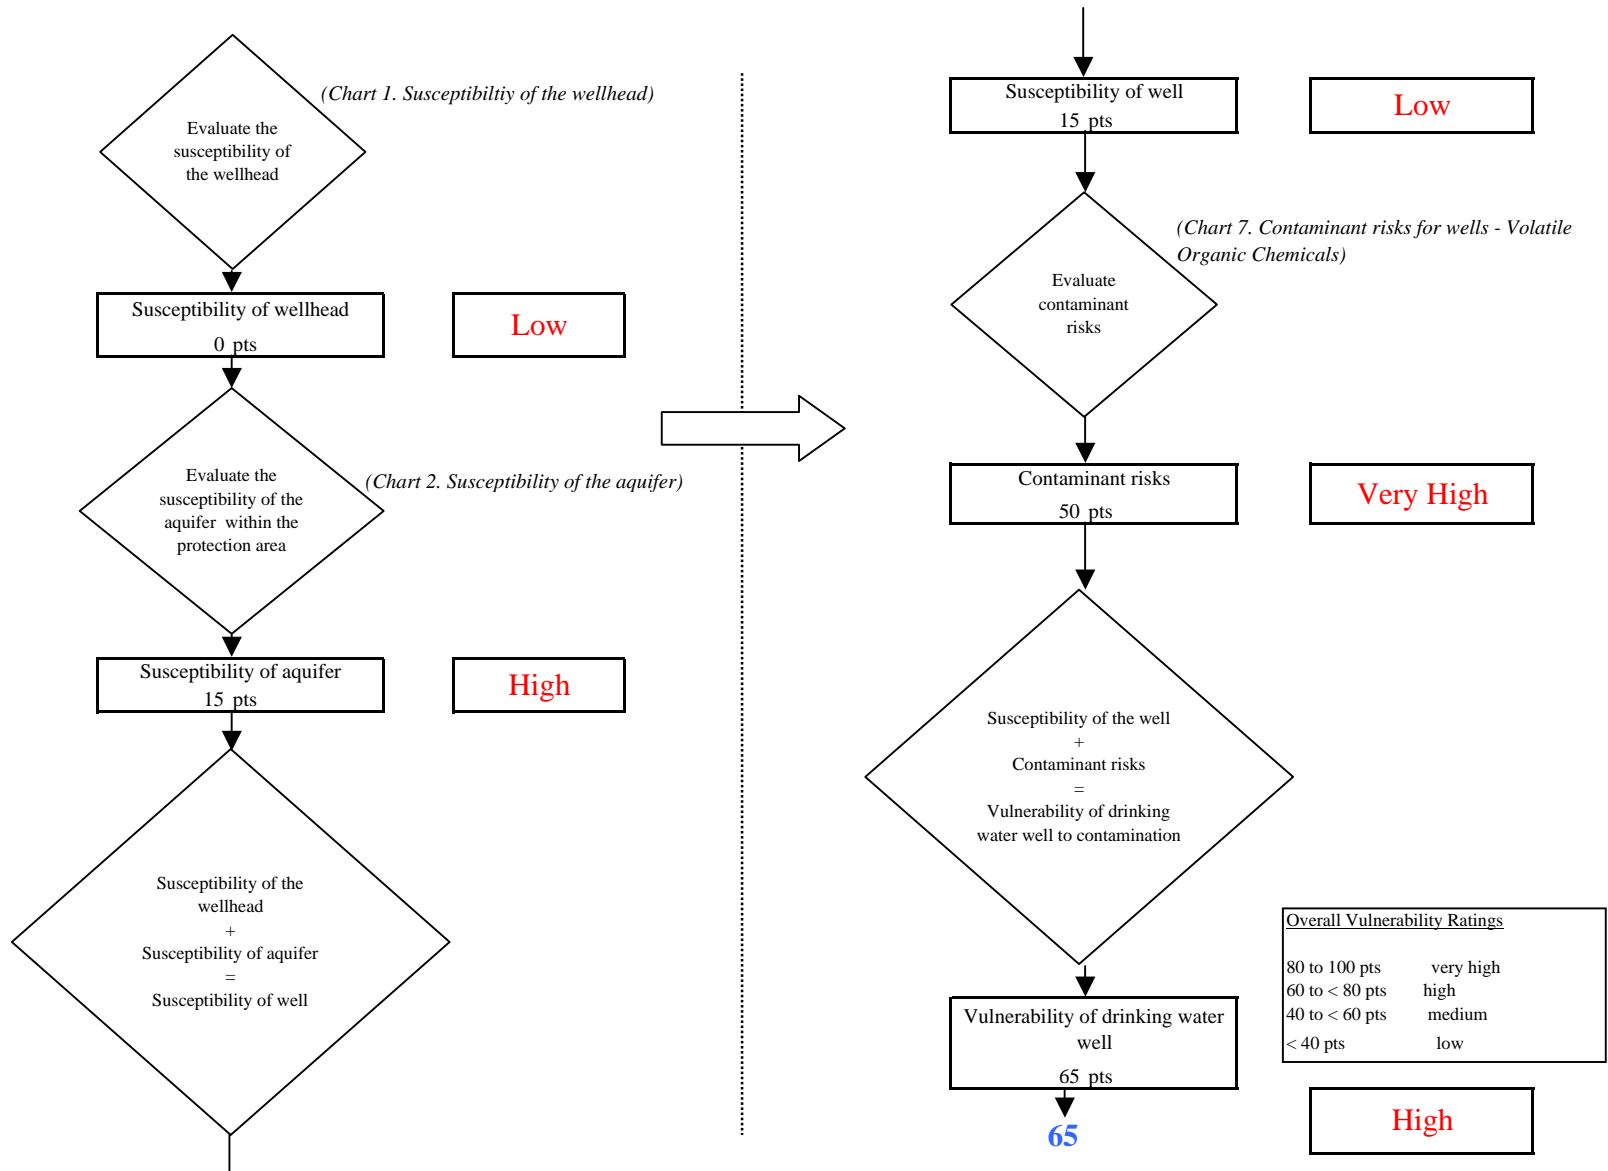 (Chart 1. Susceptibiltiy of the wellhead)
Evaluate the
susceptibility of
the wellhead
Susceptibility of wellhead
0 pts
Low
Evaluate the
susceptibility of the
aquifer within the
protection area
(Chart 2. Susceptibility of the aquifer)
Susceptibility of aquifer
15 pts
High
Susceptibility of the
wellhead
+
Susceptibility of aquifer
=
Susceptibility of well
Susceptibility of well
15 pts
Low
(Chart 7. Contaminant risks for wells - Volatile
Organic Chemicals)
Evaluate
contaminant
risks
Contaminant risks
50 pts
Very High
Susceptibility of the well
+
Contaminant risks
=
Vulnerability of drinking
water well to contamination
Overall Vulnerability Ratings
80 to 100 pts very high
60 to < 80 pts high
40 to < 60 pts medium
< 40 pts low
Vulnerability of drinking water
well
65 pts
65
High